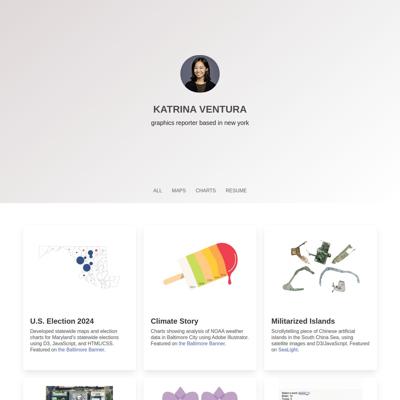 KATRINA VENTURA
graphics reporter based in new york
ALL MAPS CHARTS RESUME
U.S. Election 2024
Developed statewide maps and election
charts for Maryland's statewide elections
using D3, JavaScript, and HTML/CSS.
Featured on the Baltimore Banner.
Climate Story
Charts showing analysis of NOAA weather
data in Baltimore City using Adobe Illustrator.
Featured on the Baltimore Banner.
Militarized Islands
Scrollytelling piece of Chinese artificial
islands in the South China Sea, using
satellite images and D3/JavaScript. Featured
on SeaLight.